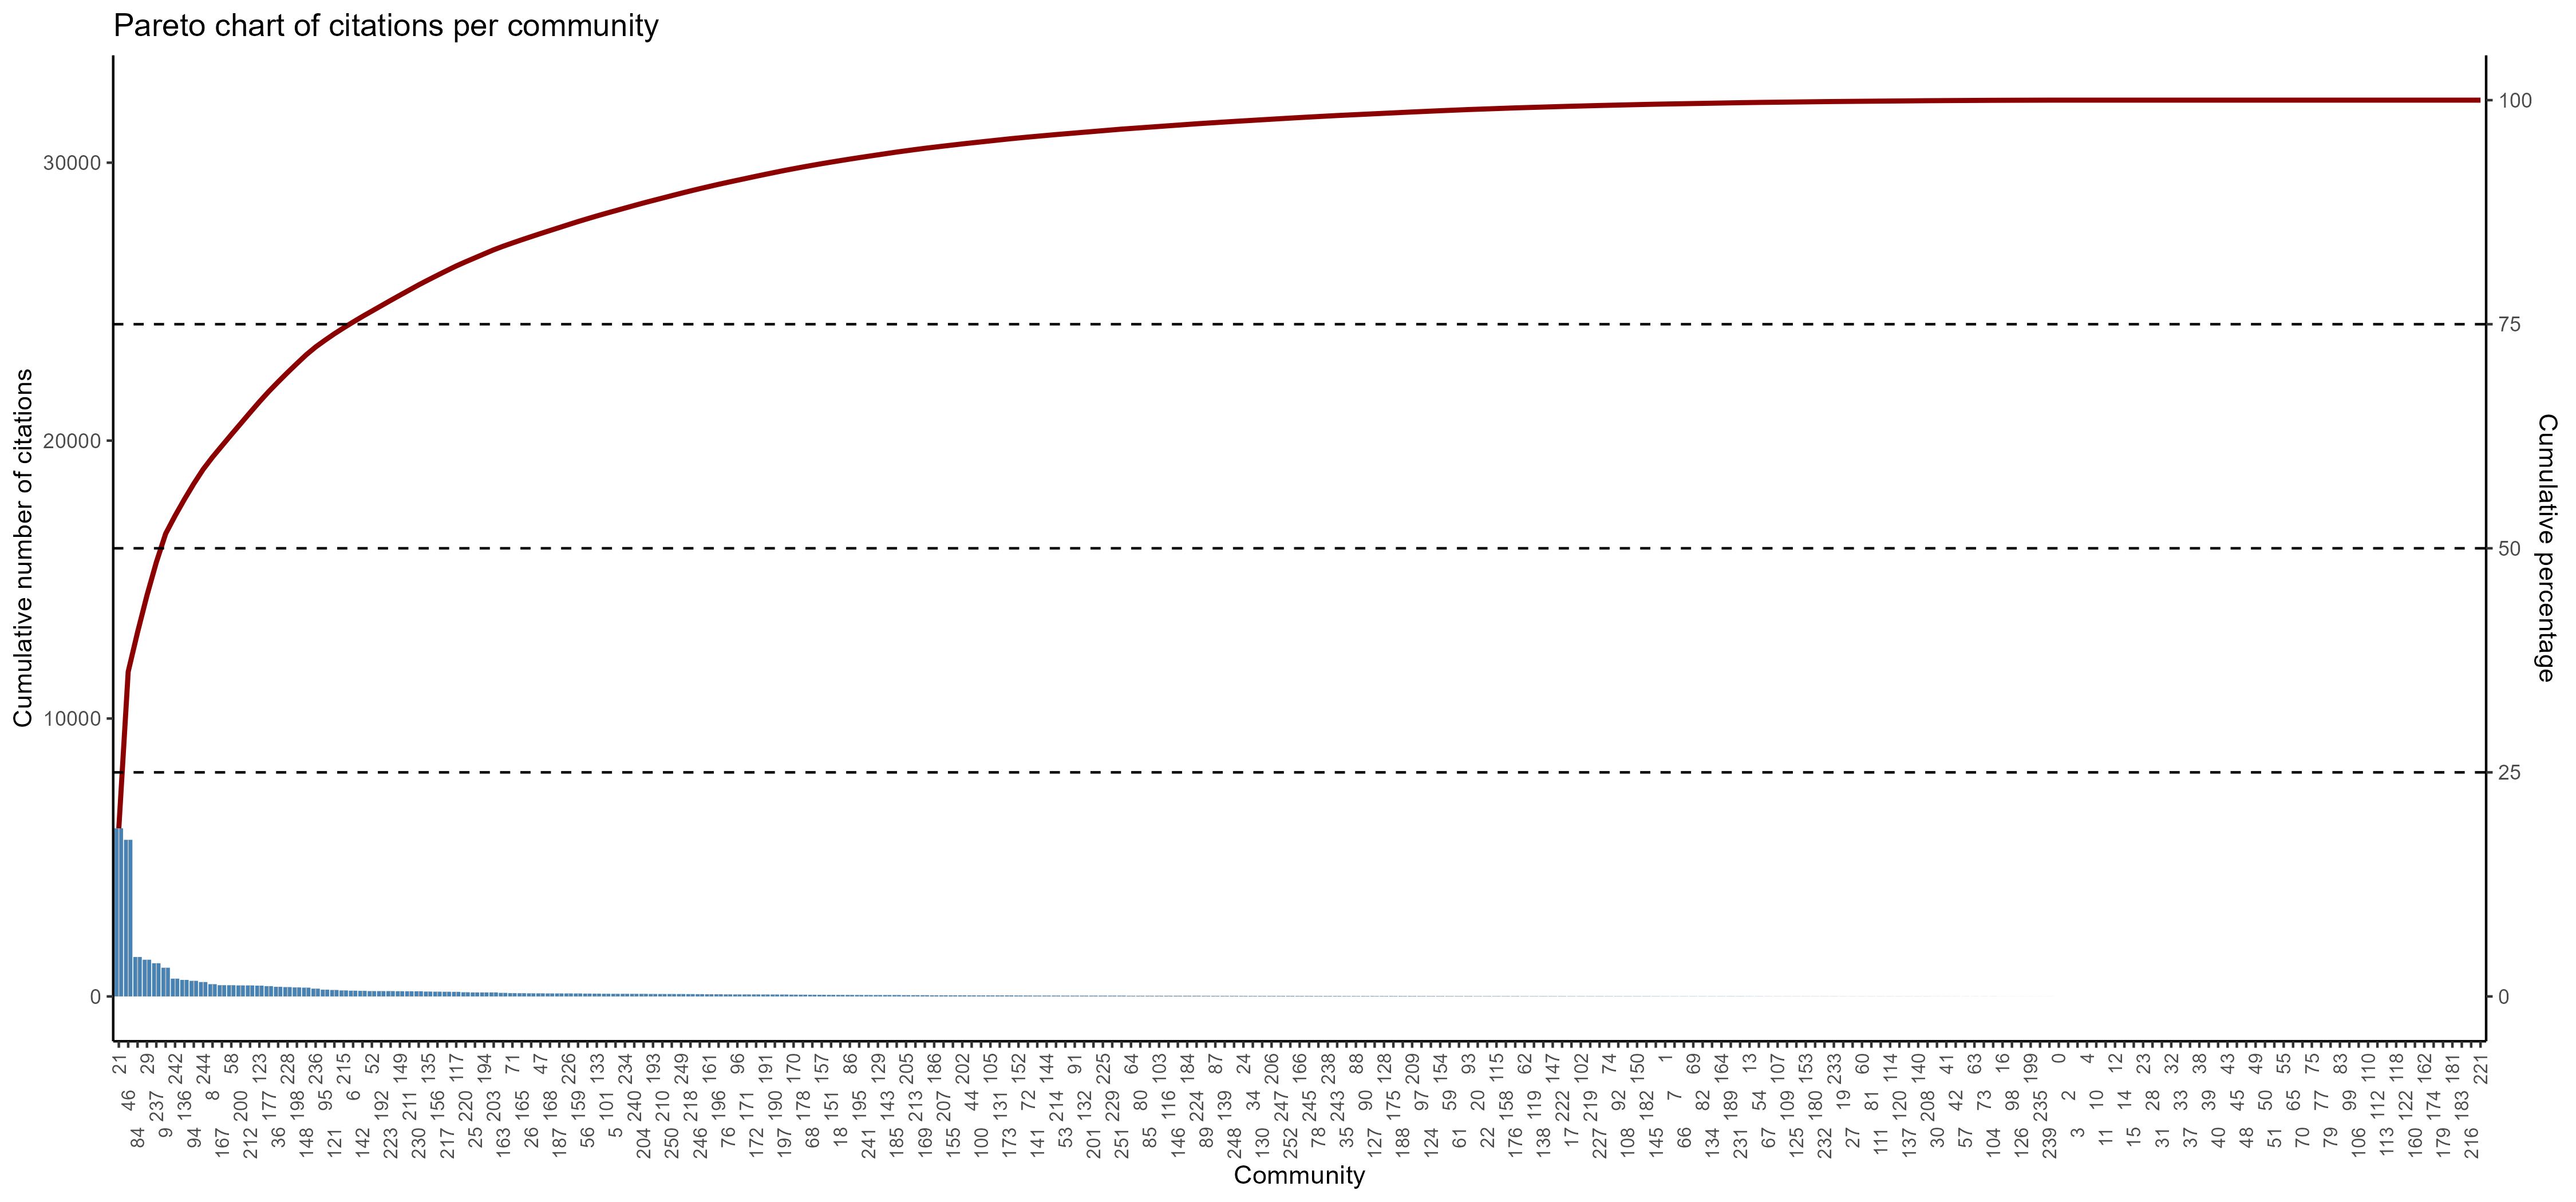 Pareto chart of citations per community
Cumulative number of citations
30000
20000
10000
0
100
75
50
25
0
Cumulative percentage
21 29 242 244 58 123 228 236 215 52 149 135 117 194 71 47 226 133 234 193 249 161 96 191 170 157 86 129 205 186 202 105 152 144 91 225 64 103 184 87 24 206 166 238 88 128 209 154 93 115 62 147 102 74 150 1 69 164 13 107 153 233 60 114 140 41 63 16 199 0 4 12 23 32 38 43 49 55 75 83 110 118 162 181 221
46 237 136 8 200 177 198 95 6 192 211 156 220 203 165 168 159 101 240 210 218 196 171 190 178 151 195 143 213 207 44 131 72 214 132 229 80 116 224 139 34 247 245 243 90 175 97 59 20 158 119 222 219 92 182 7 82 189 54 109 180 19 81 120 208 42 73 98 235 2 10 14 28 33 39 45 50 65 77 99 112 122 174 183
84 9 94 167 212 36 148 121 142 223 230 217 25 163 26 187 56 5 204 250 246 76 172 197 68 18 241 185 169 155 100 173 141 53 201 251 85 146 89 248 130 252 78 35 127 188 124 61 22 176 138 17 227 108 145 66 134 231 67 125 232 27 111 137 30 57 104 126 239 3 11 15 31 37 40 48 51 70 79 106 113 160 179 216
Community